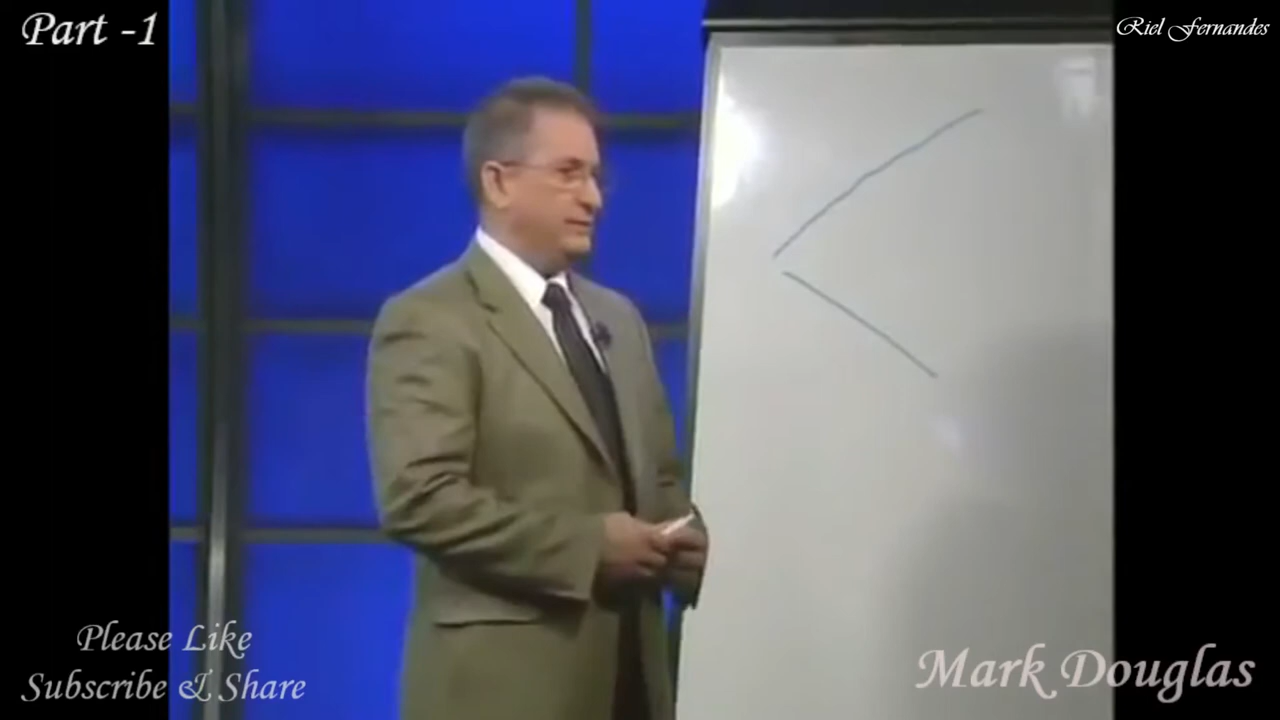 Part -1
Riel Fernandes
Please Like
Subscribe & Share
Mark Douglas